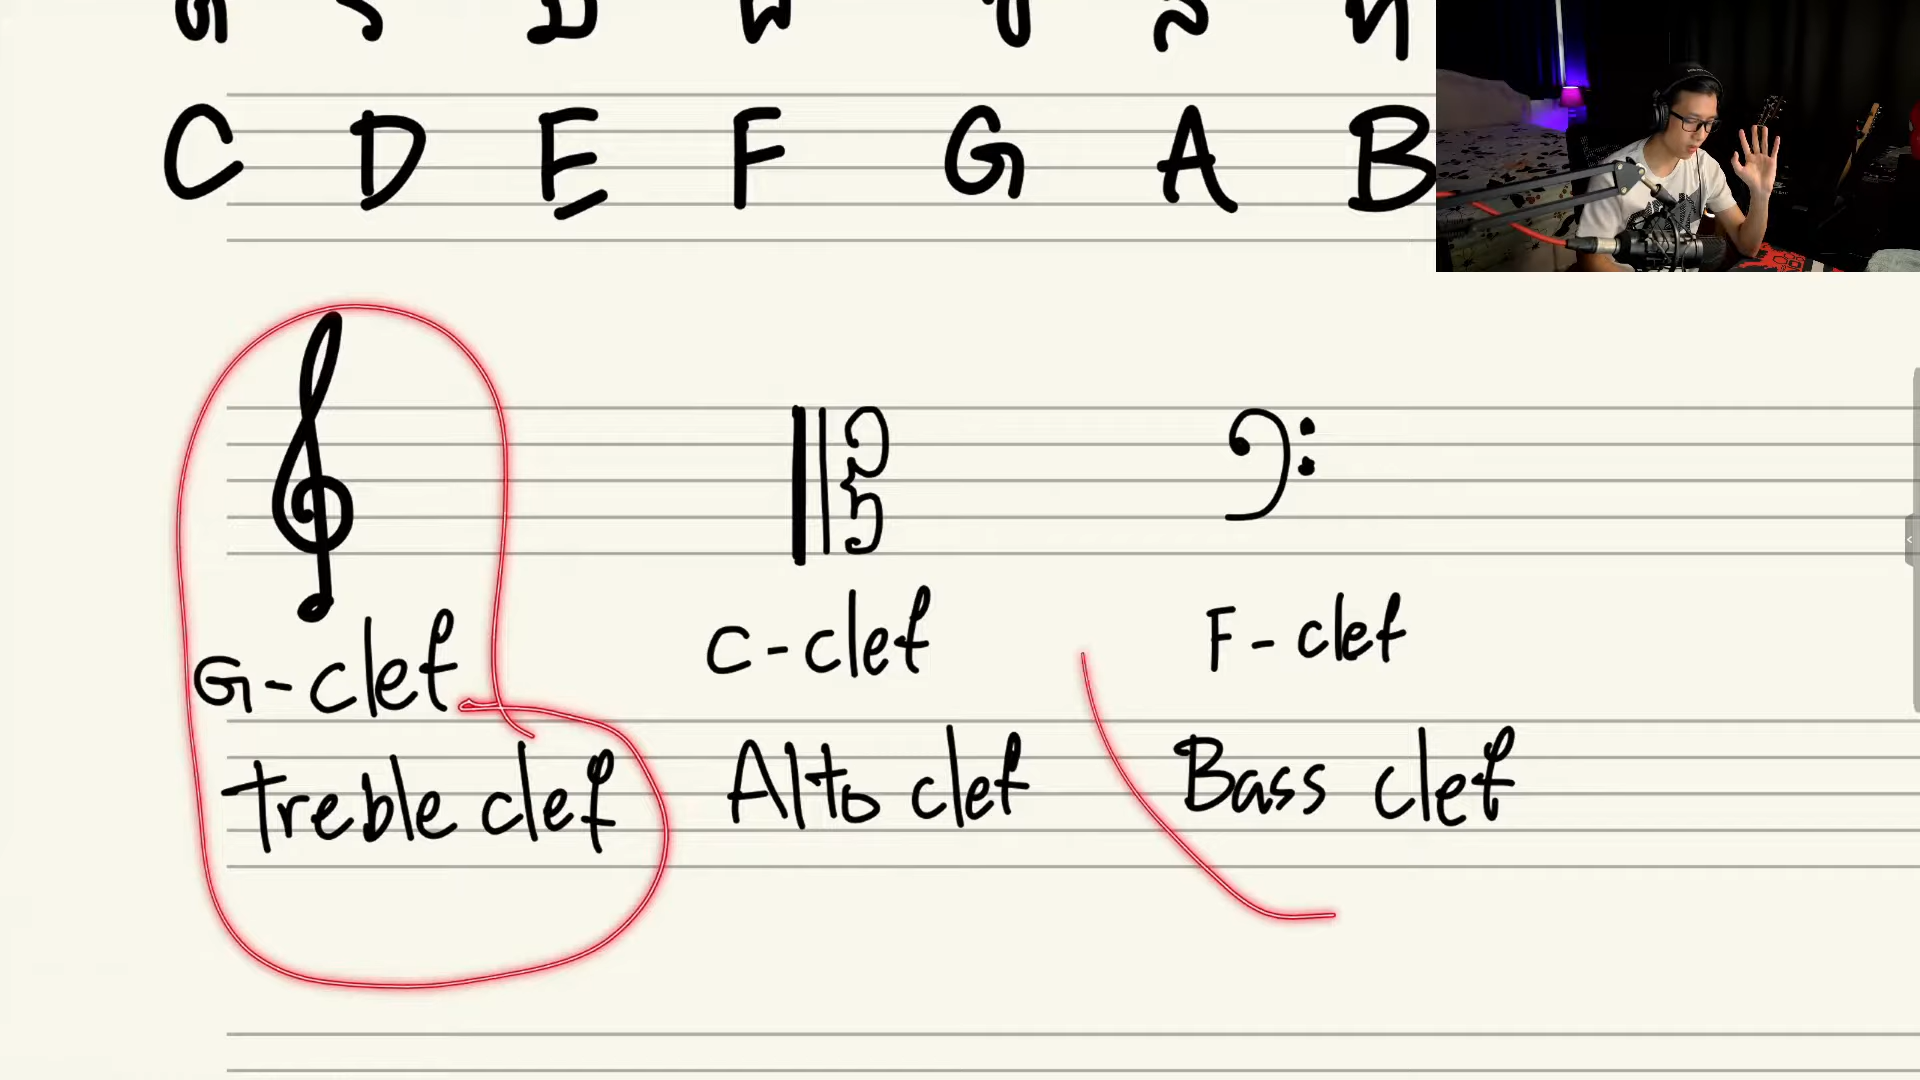 C D E F G A B
G-clef C-clef F-clef
Treble clef Alto clef Bass clef